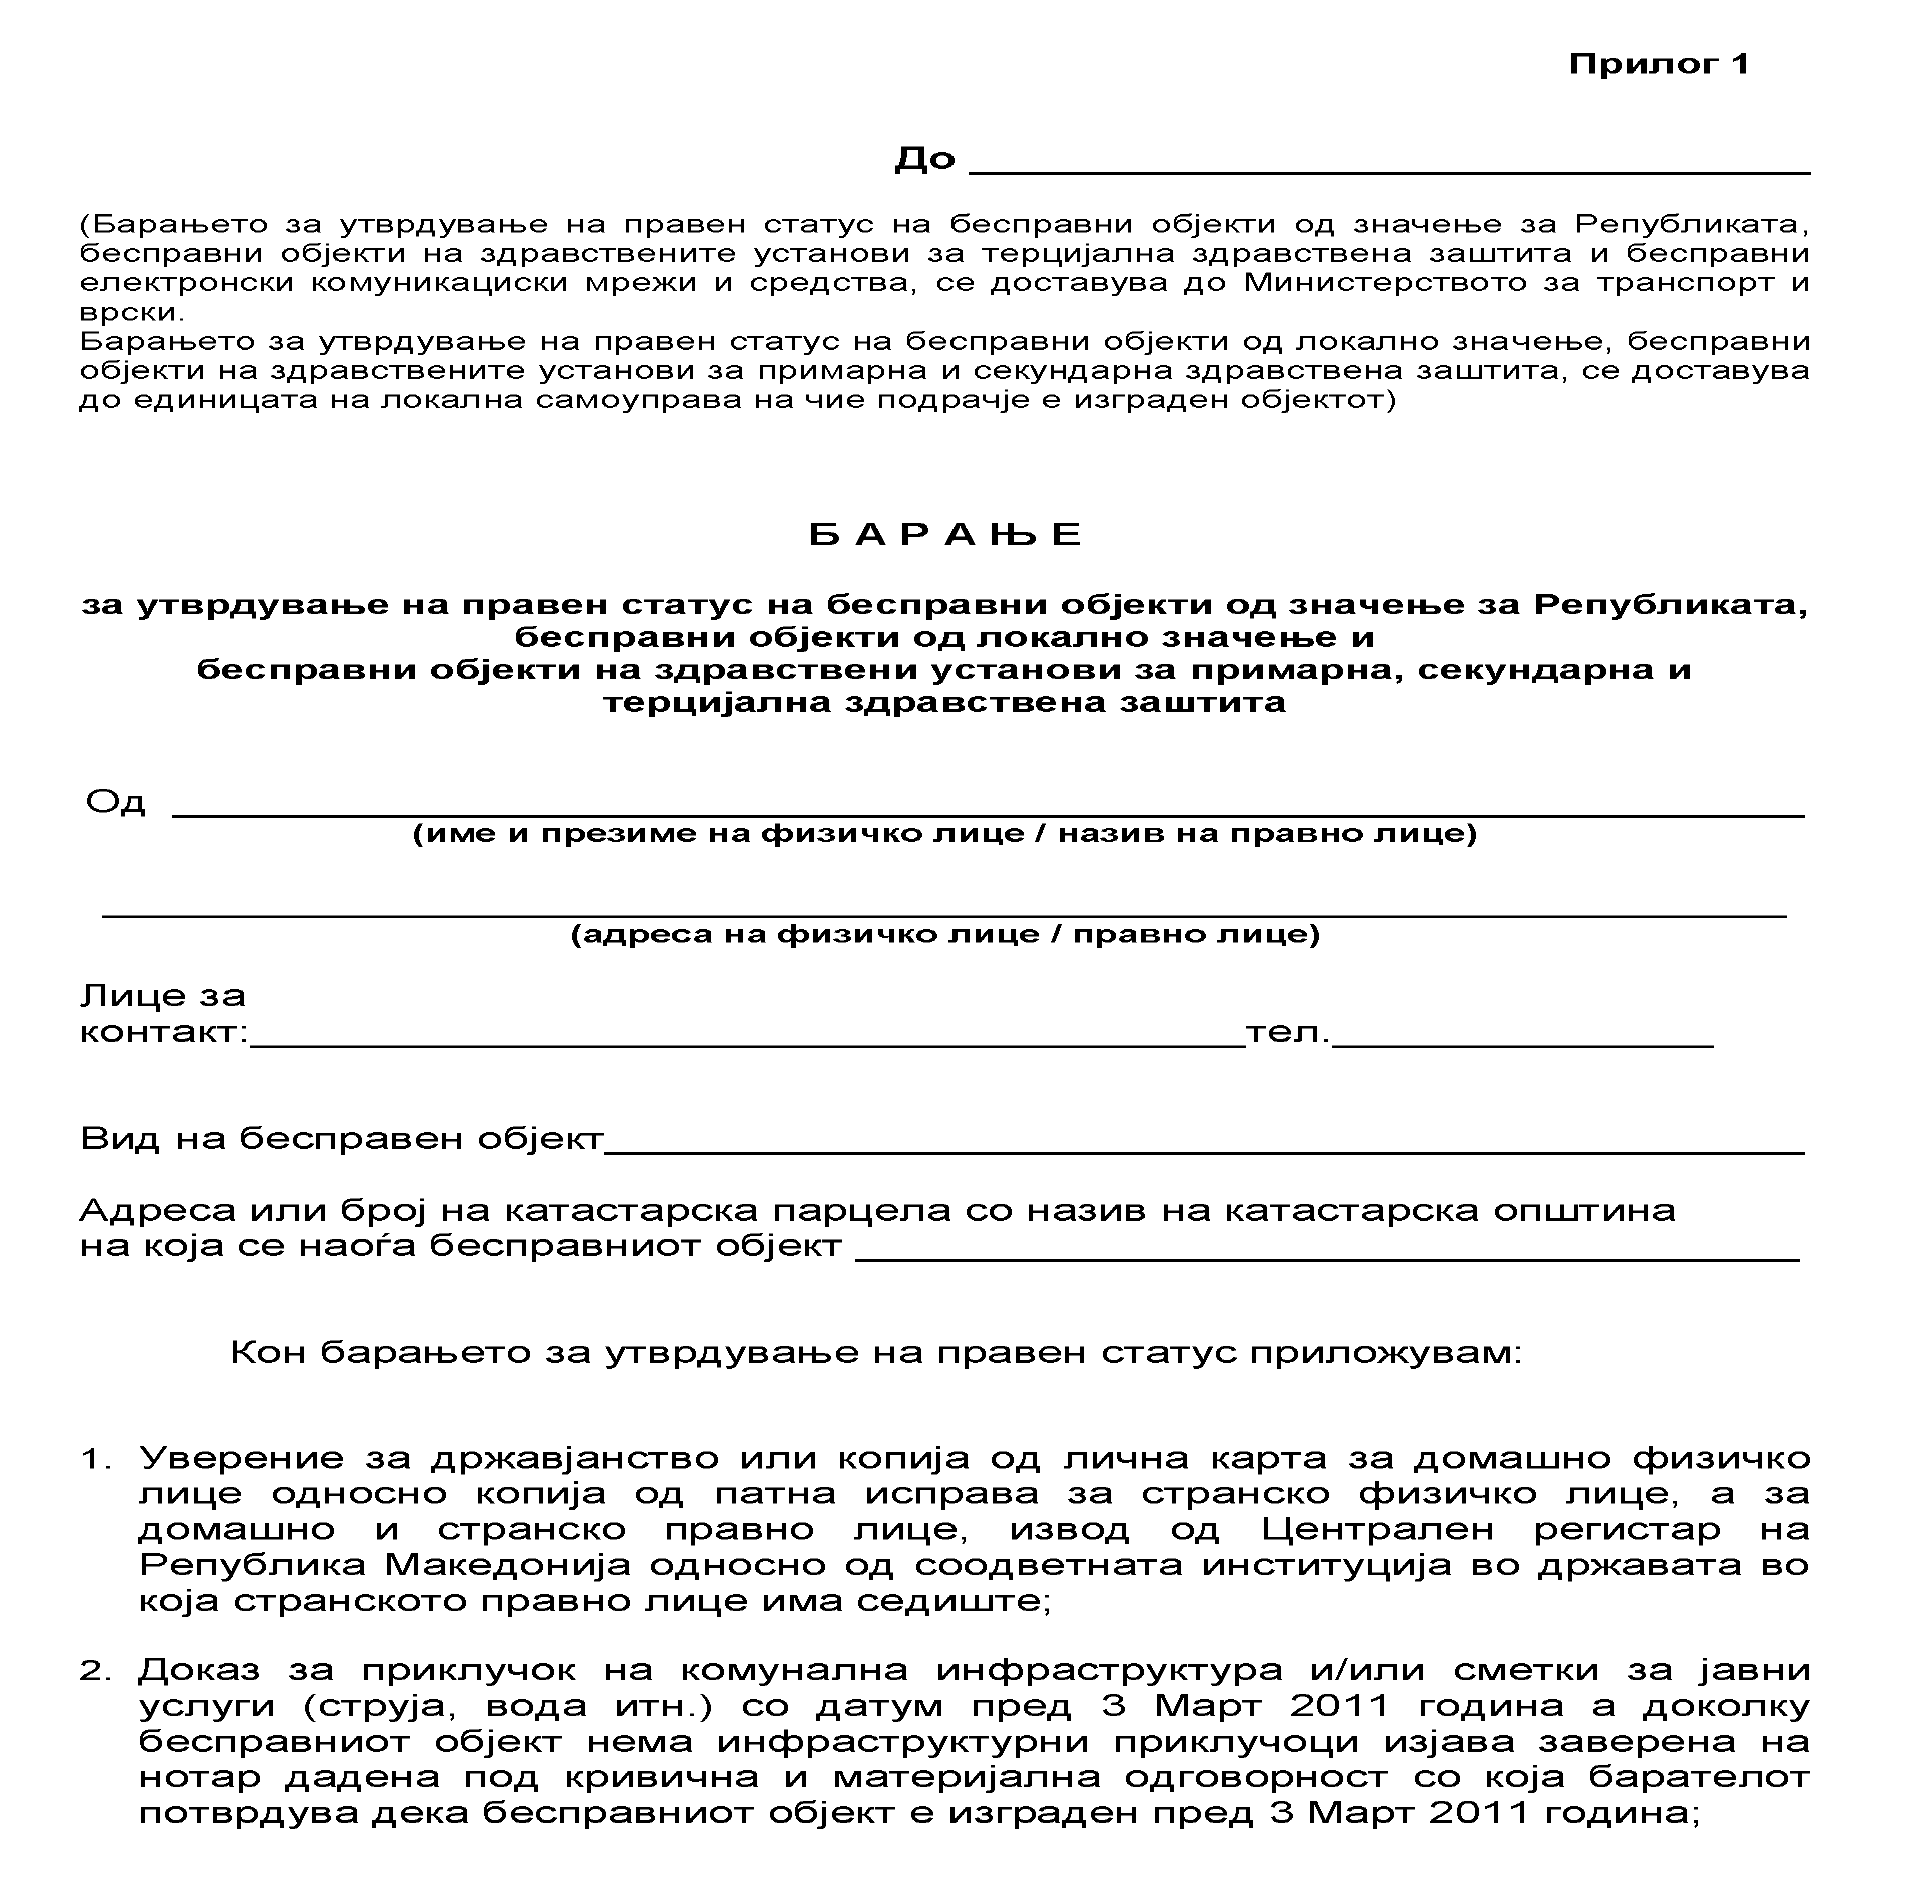 Прилог 1
До
(Барањето за утврдување на правен статус на бесправни објекти од значење за Републиката,
бесправни објекти на здравствените установи за терцијална здравствена заштита и бесправни
електронски комуникациски мрежи и средства, се доставува до Министерството за транспорт и
врски.
Барањето за утврдување на правен статус на бесправни објекти од локално значење, бесправни
објекти на здравствените установи за примарна и секундарна здравствена заштита, се доставува
до единицата на локална самоуправа на чие подрачје е изграден објектот)
Б А Р А Њ Е
за утврдување на правен статус на бесправни објекти од значење за Републиката,
бесправни објекти од локално значење и
бесправни објекти на здравствени установи за примарна, секундарна и
терцијална здравствена заштита
Од
(име и презиме на физичко лице / назив на правно лице)
(адреса на физичко лице / правно лице)
Лице за
контакт: тел.
Вид на бесправен објект
Адреса или број на катастарска парцела со назив на катастарска општина
на која се наоѓа бесправниот објект
Кон барањето за утврдување на правен статус приложувам:
1. Уверение за државјанство или копија од лична карта за домашно физичко
лице односно копија од патна исправа за странско физичко лице, а за
домашно и странско правно лице, извод од Централен регистар на
Република Македонија односно од соодветната институција во државата во
која странското правно лице има седиште;
2. Доказ за приклучок на комунална инфраструктура и/или сметки за јавни
услуги (струја, вода итн.) со датум пред 3 Март 2011 година а доколку
бесправниот објект нема инфраструктурни приклучоци изјава заверена на
нотар дадена под кривична и материјална одговорност со која барателот
потврдува дека бесправниот објект е изграден пред 3 Март 2011 година;